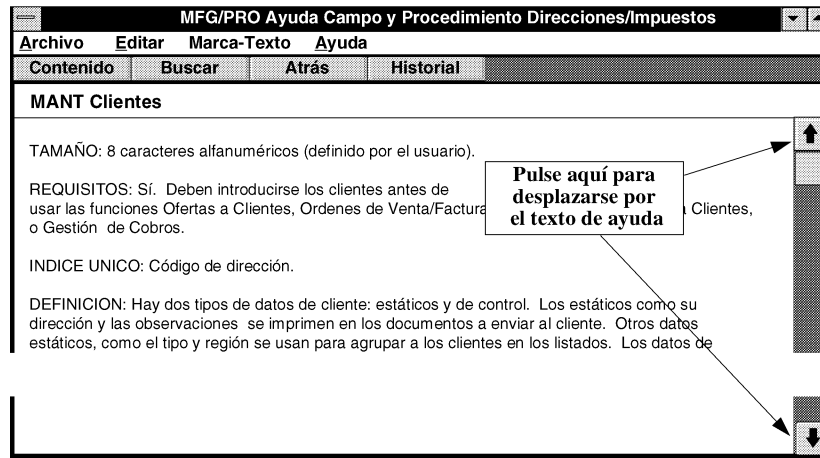 MFG/PRO Ayuda Campo y Procedimiento Direcciones/Impuestos
Archivo Editar Marca-Texto Ayuda
Contenido Buscar Atrás Historial
MANT Clientes
TAMAÑO: 8 caracteres alfanuméricos (definido por el usuario).
Pulse aquí para
desplazarse por
el texto de ayuda
REQUISITOS: Sí. Deben introducirse los clientes antes de
usar las funciones Ofertas a Clientes, Ordenes de Venta/Factura Clientes,
o Gestión de Cobros.
INDICE UNICO: Código de dirección.
DEFINICION: Hay dos tipos de datos de cliente: estáticos y de control. Los estáticos como su
dirección y las observaciones se imprimen en los documentos a enviar al cliente. Otros datos
estáticos, como el tipo y región se usan para agrupar a los clientes en los listados. Los datos de